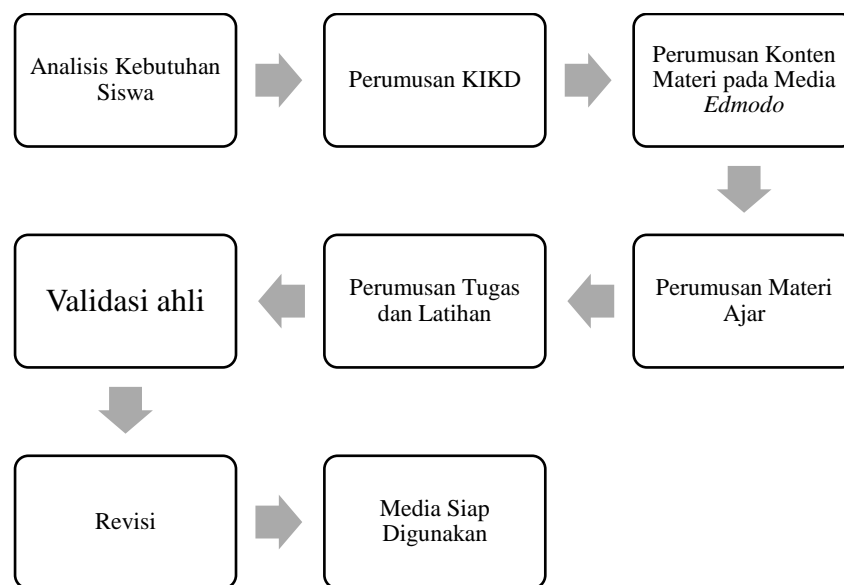 Analisis Kebutuhan
Siswa
Perumusan KIKD
Perumusan Konten
Materi pada Media
Edmodo
Perumusan Materi
Ajar
Perumusan Tugas
dan Latihan
Validasi ahli
Revisi
Media Siap
Digunakan